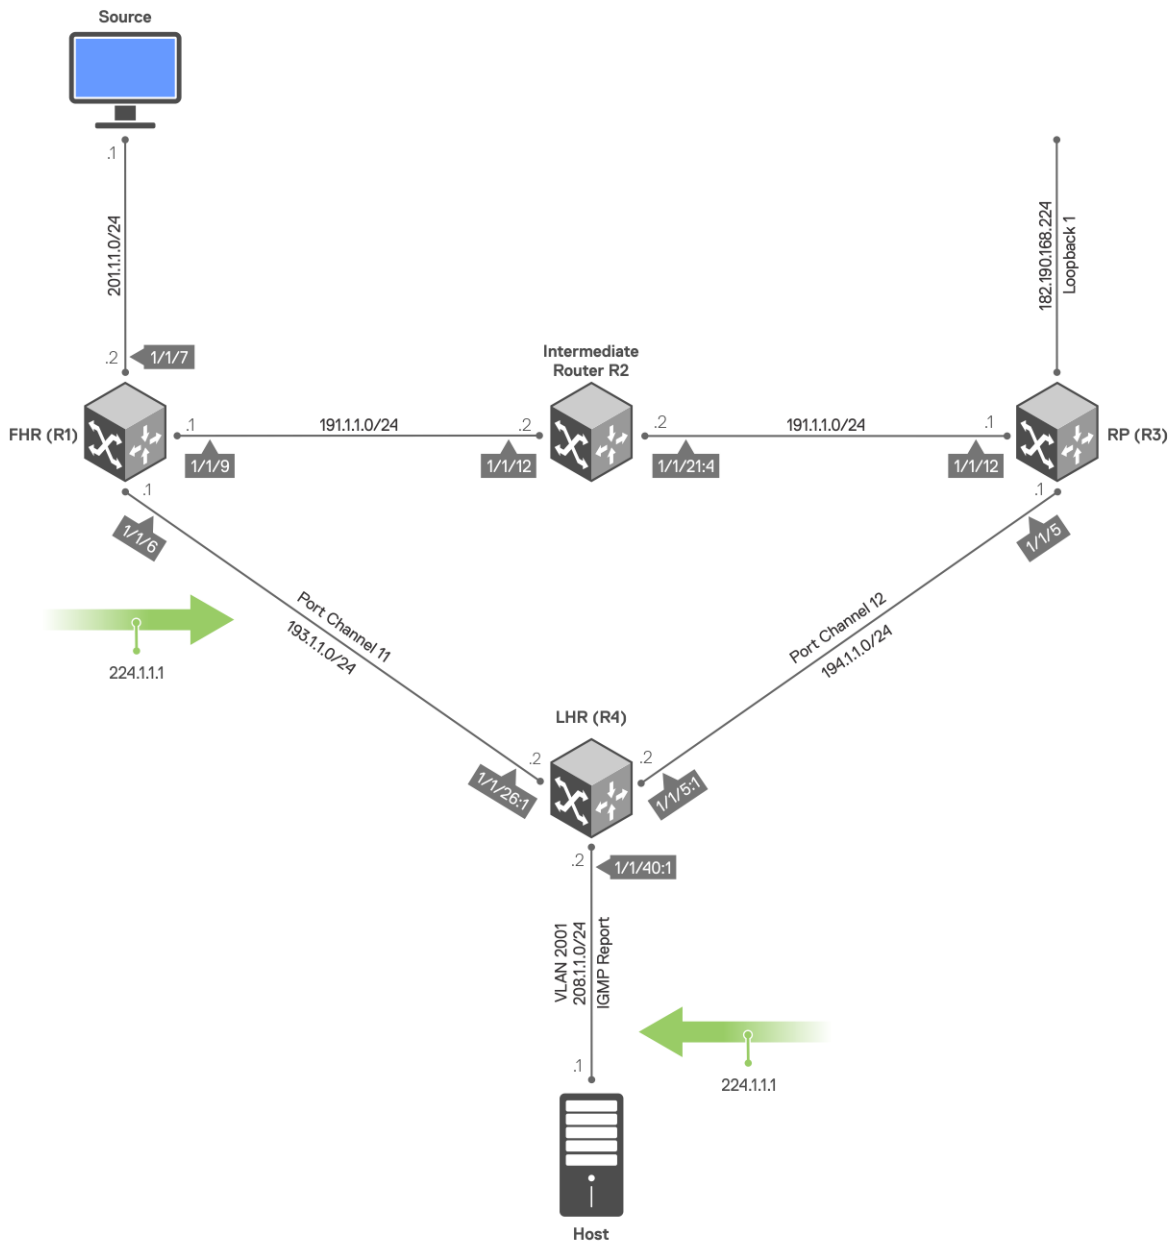 Source
.1
201.1.1.0/24
182.190.168.224
Loopback 1
.2
1/1/7
Intermediate
Router R2
FHR (R1)
.1
191.1.1.0/24
.2
.2
191.1.1.0/24
.1
RP (R3)
1/1/9
1/1/12
1/1/21:4
1/1/12
.1
.1
1/1/6
1/1/5
Port Channel 11
193.1.1.0/24
Port Channel 12
194.1.1.0/24
224.1.1.1
LHR (R4)
.2
.2
1/1/26:1
1/1/5:1
.2
1/1/40:1
VLAN 2001
208.1.1.0/24
IGMP Report
.1
224.1.1.1
Host